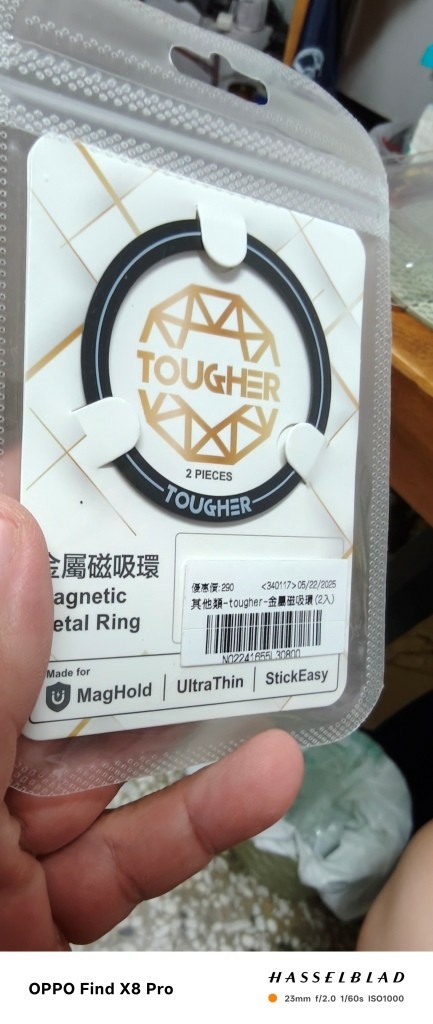 TOUGHER
2 PIECES
TOUGHER
金屬磁吸環
agnetic
etal Ring
優惠價:290 <340117> 05/22/2025
其他類-tougher-金屬磁吸環(2入)
Made for
MagHold | UltraThin | StickEasy
OPPO Find X8 Pro
HASSELBLAD
23mm f/2.0 1/60s ISO1000